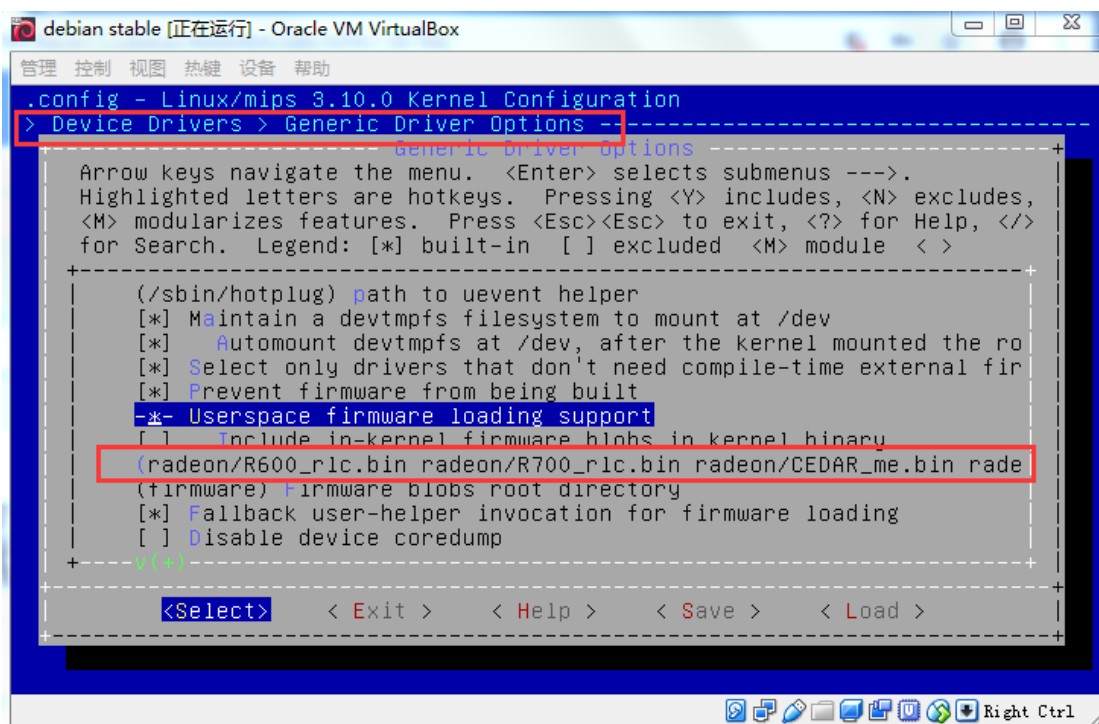 debian stable [正在运行] - Oracle VM VirtualBox
管理 控制 视图 热键 设备 帮助
.config - Linux/mips 3.10.0 Kernel Configuration
> Device Drivers > Generic Driver Options
Generic Driver Options
Arrow keys navigate the menu. <Enter> selects submenus --->.
Highlighted letters are hotkeys. Pressing <Y> includes, <N> excludes,
<M> modularizes features. Press <Esc><Esc> to exit, <?> for Help, </>
for Search. Legend: [*] built-in [ ] excluded <M> module < >
(/sbin/hotplug) path to uevent helper
[*] Maintain a devtmpfs filesystem to mount at /dev
[*] Automount devtmpfs at /dev, after the kernel mounted the ro
[*] Select only drivers that don't need compile-time external fir
[*] Prevent firmware from being built
-*- Userspace firmware loading support
[ ] Include in-kernel firmware blobs in kernel binary
(radeon/R600_rlc.bin radeon/R700_rlc.bin radeon/CEDAR_me.bin rade
(firmware) Firmware blobs root directory
[*] Fallback user-helper invocation for firmware loading
[ ] Disable device coredump
v(+)
<Select> < Exit > < Help > < Save > < Load >
Right Ctrl